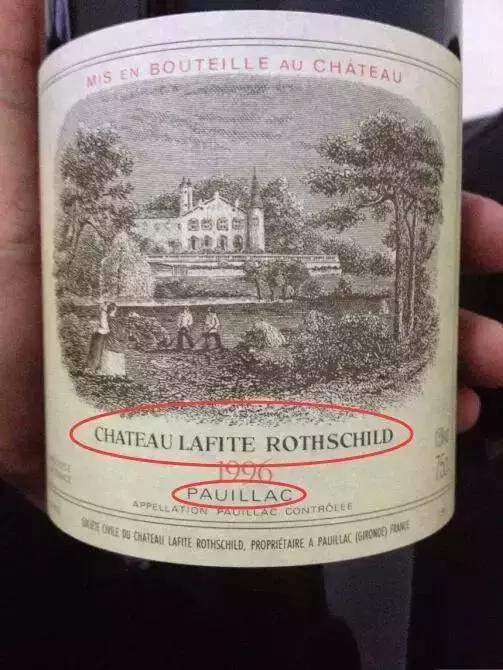 MIS EN BOUTEILLE AU CHÂTEAU
CHATEAU LAFITE ROTHSCHILD
1996
PAUILLAC
APPELLATION PAUILLAC CONTRÔLÉE
SOCIÉTÉ CIVILE DU CHATEAU LAFITE ROTHSCHILD, PROPRIÉTAIRE A PAUILLAC (GIRONDE) FRANCE